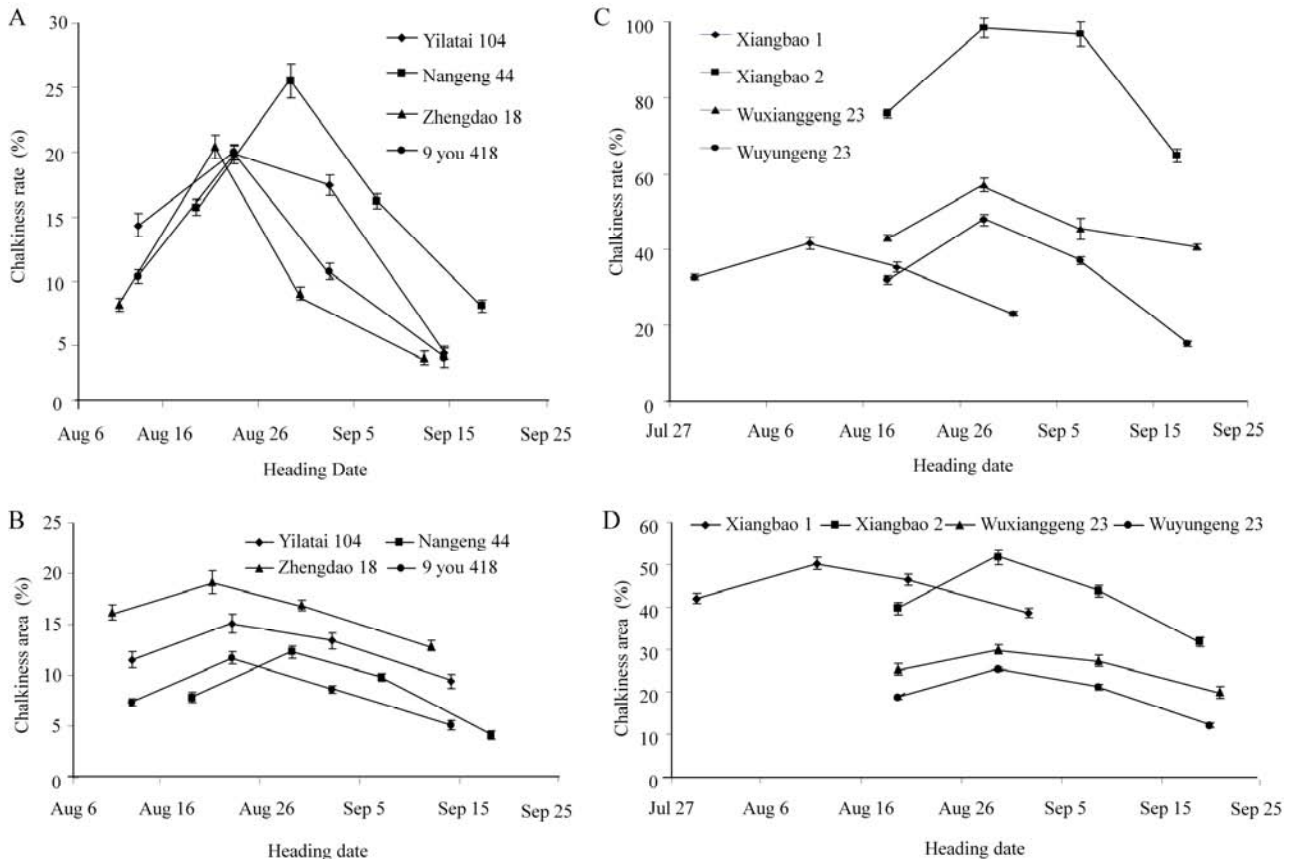 A
30
25
20
15
10
5
0
Chalkiness rate (%)
Yilatai 104
Nangeng 44
Zhengdao 18
9 you 418
Aug 6 Aug 16 Aug 26 Sep 5 Sep 15 Sep 25
Heading Date
C
100
80
60
40
20
0
Chalkiness rate (%)
Xiangbao 1
Xiangbao 2
Wuxianggeng 23
Wuyungeng 23
Jul 27 Aug 6 Aug 16 Aug 26 Sep 5 Sep 15 Sep 25
Heading date
B
25
20
15
10
5
0
Chalkiness area (%)
Yilatai 104 Nangeng 44
Zhengdao 18 9 you 418
Aug 6 Aug 16 Aug 26 Sep 5 Sep 15 Sep 25
Heading date
D
60
50
40
30
20
10
0
Chalkiness area (%)
Xiangbao 1 Xiangbao 2 Wuxianggeng 23 Wuyungeng 23
Jul 27 Aug 6 Aug 16 Aug 26 Sep 5 Sep 15 Sep 25
Heading date